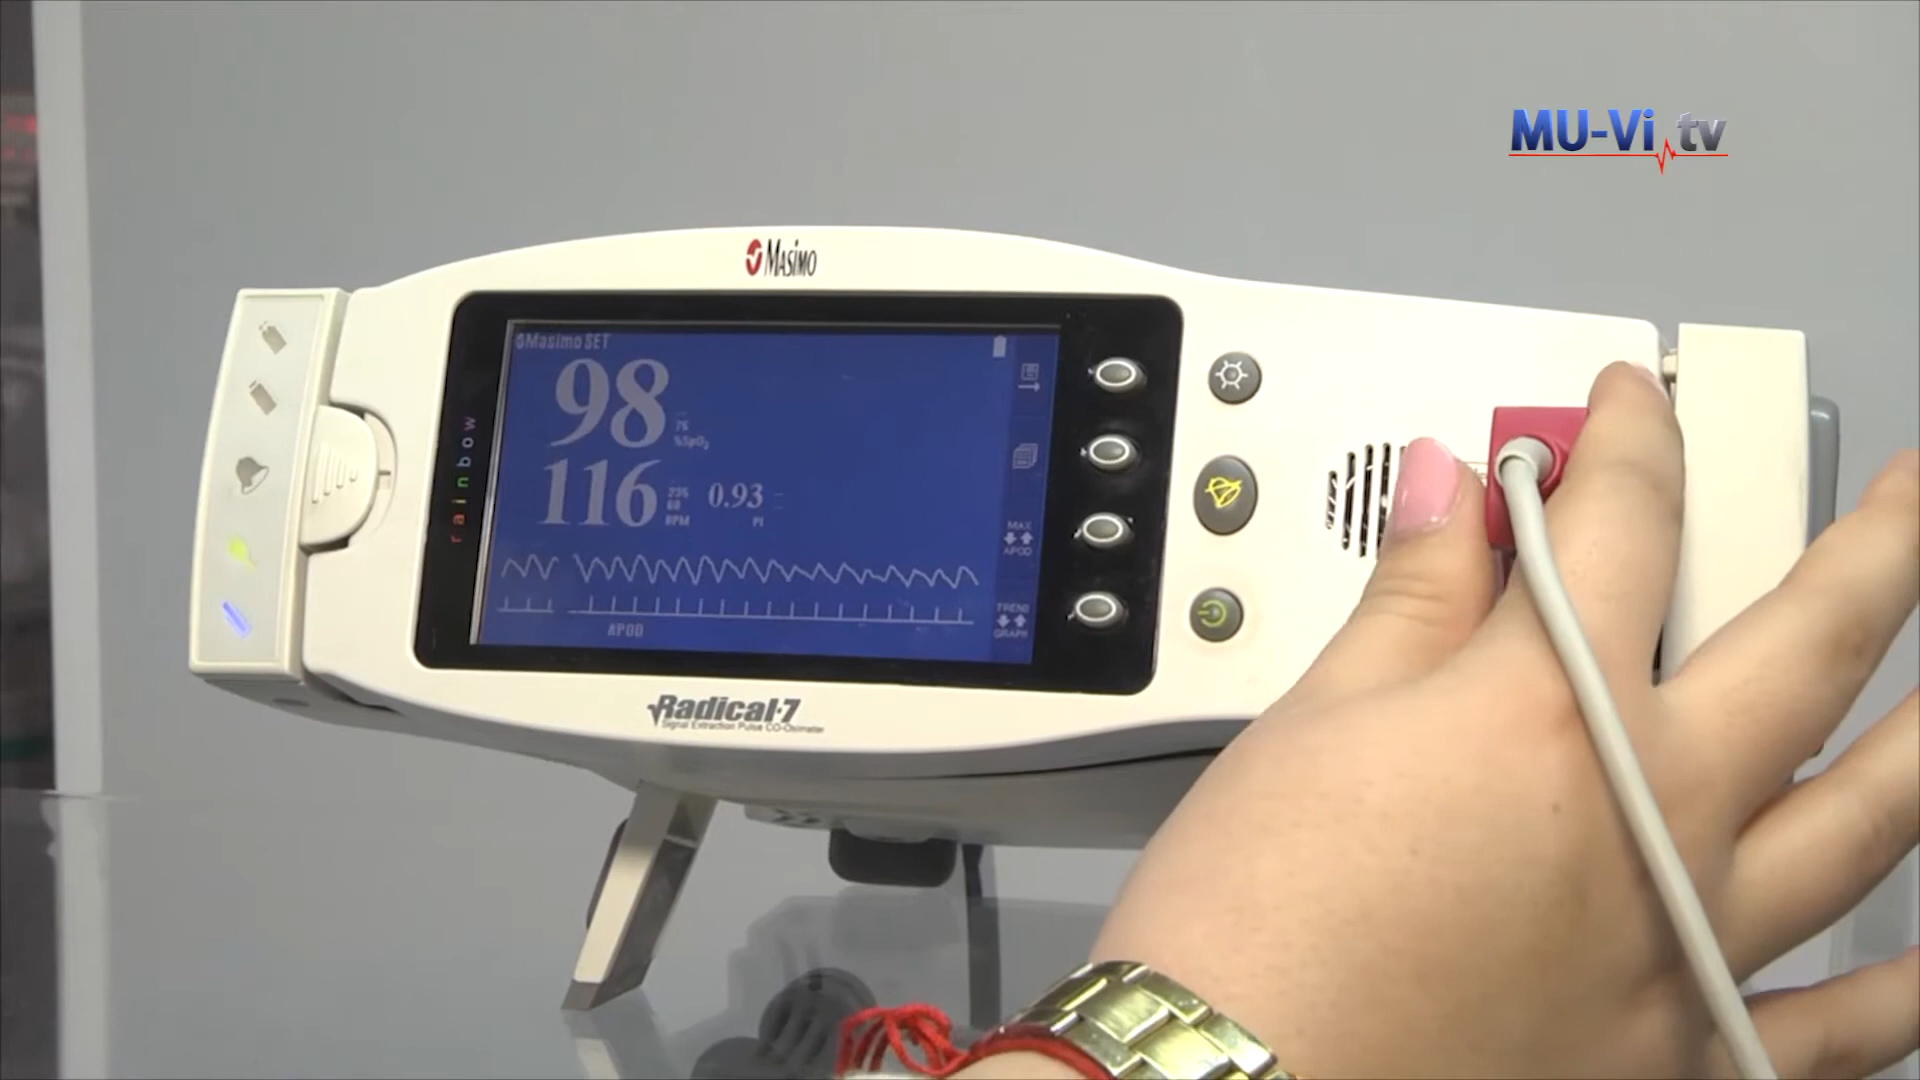 MU-Vi.tv
MASIMO
Masimo SET
98
%SpO2
116
0.93
BPM
PI
MAX
APOD
TREND
GRAPH
APOD
rainbow
Radical-7
Signal Extraction Pulse CO-Oximeter